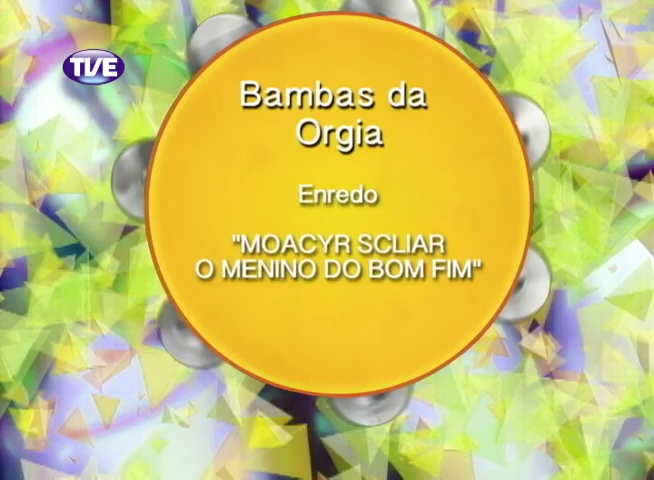 TVE
Bambas da
Orgia
Enredo
"MOACYR SCLIAR
O MENINO DO BOM FIM"